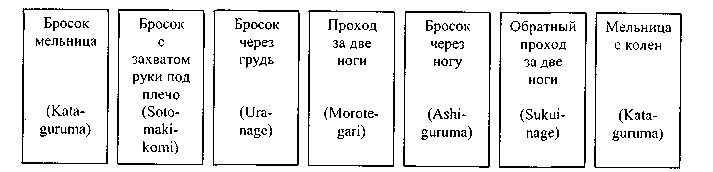 Бросок
мельница
(Kata-
guruma)
Бросок
с
захватом
руки под
плечо
(Soto-
maki-
komi)
Бросок
через
грудь
(Ura-
nage)
Проход
за две
ноги
(Morote-
gari)
Бросок
через
ногу
(Ashi-
guruma)
Обратный
проход
за две
ноги
(Sukui-
nage)
Мельница
с колен
(Kata-
guruma)